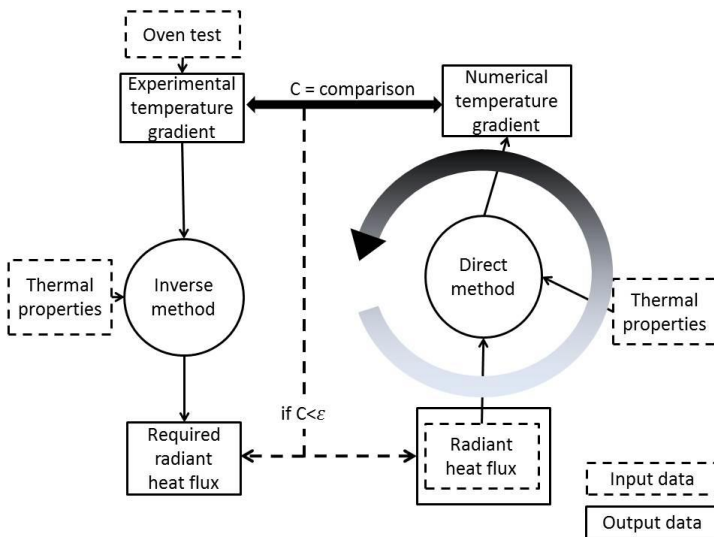 Oven test
Experimental
temperature
gradient
C = comparison
Numerical
temperature
gradient
Thermal
properties
Inverse
method
Direct
method
Thermal
properties
if C<ε
Required
radiant
heat flux
Radiant
heat flux
Input data
Output data